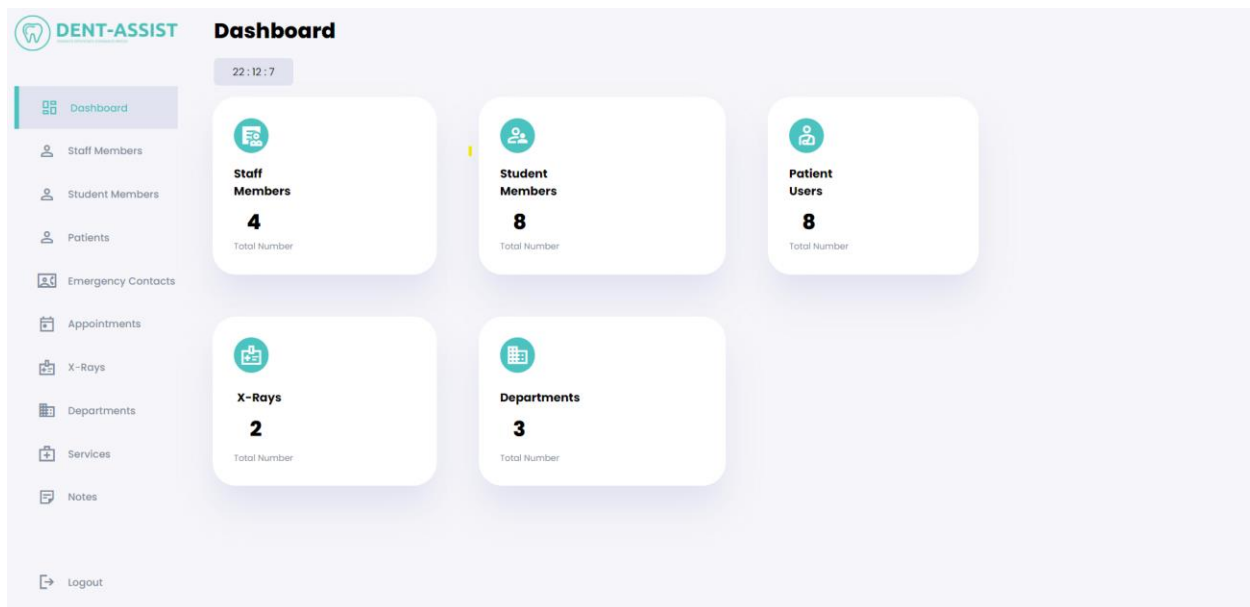 DENT-ASSIST
Dashboard
22:12:7
Dashboard
Staff Members
Student Members
Patients
Emergency Contacts
Appointments
X-Rays
Departments
Services
Notes
Logout
Staff
Members
4
Total Number
Student
Members
8
Total Number
Patient
Users
8
Total Number
X-Rays
2
Total Number
Departments
3
Total Number